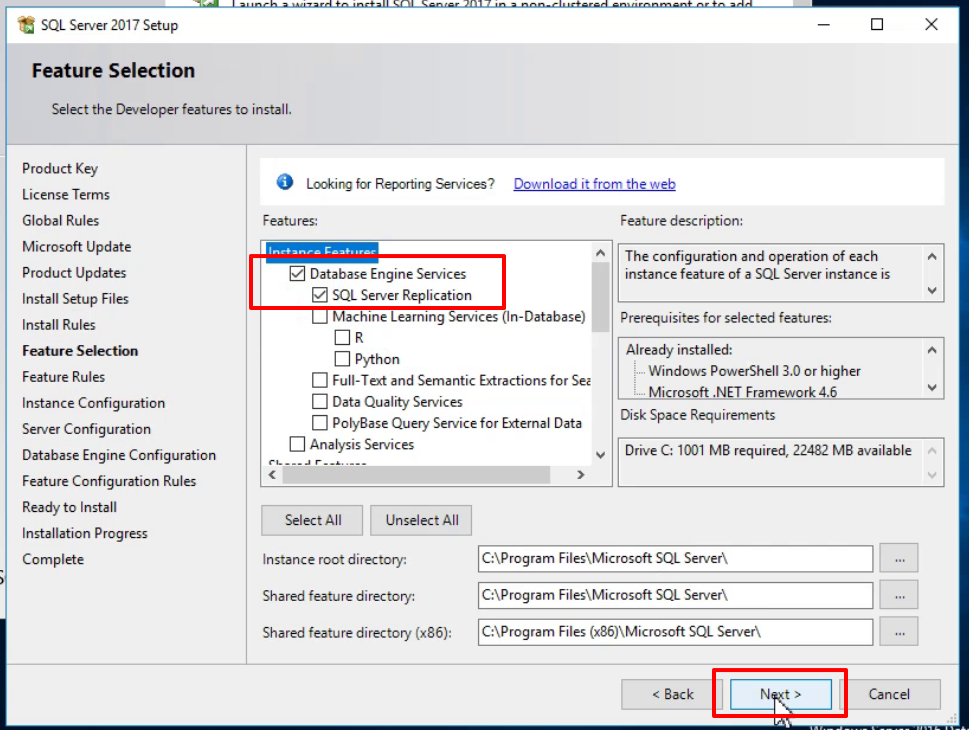 Launch a wizard to install SQL Server 2017 in a non-clustered environment or to add
SQL Server 2017 Setup
Feature Selection
Select the Developer features to install.
Product Key
License Terms
Global Rules
Microsoft Update
Product Updates
Install Setup Files
Install Rules
Feature Selection
Feature Rules
Instance Configuration
Server Configuration
Database Engine Configuration
Feature Configuration Rules
Ready to Install
Installation Progress
Complete
Looking for Reporting Services? Download it from the web
Features:
Instance Features
Database Engine Services
SQL Server Replication
Machine Learning Services (In-Database)
R
Python
Full-Text and Semantic Extractions for Sea
Data Quality Services
PolyBase Query Service for External Data
Analysis Services
Shared Features
Feature description:
The configuration and operation of each
instance feature of a SQL Server instance is
Prerequisites for selected features:
Already installed:
Windows PowerShell 3.0 or higher
Microsoft .NET Framework 4.6
Disk Space Requirements
Drive C: 1001 MB required, 22482 MB available
Select All
Unselect All
Instance root directory:
C:\Program Files\Microsoft SQL Server\
...
Shared feature directory:
C:\Program Files\Microsoft SQL Server\
...
Shared feature directory (x86):
C:\Program Files (x86)\Microsoft SQL Server\
...
< Back
Next >
Cancel